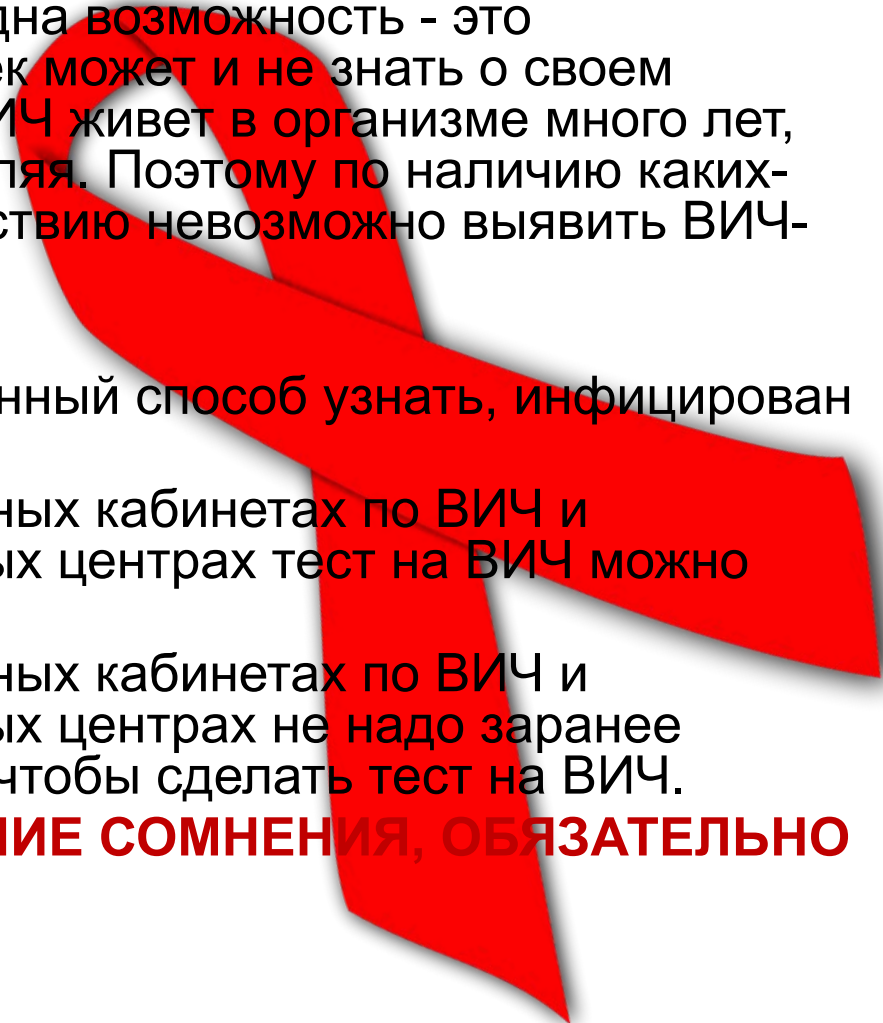 дна возможность - это
ек может и не знать о своем
ИЧ живет в организме много лет,
ляя. Поэтому по наличию каких-
ствию невозможно выявить ВИЧ-
нный способ узнать, инфицирован
ных кабинетах по ВИЧ и
ых центрах тест на ВИЧ можно
ных кабинетах по ВИЧ и
ых центрах не надо заранее
чтобы сделать тест на ВИЧ.
НИЕ СОМНЕНИЯ, ОБЯЗАТЕЛЬНО